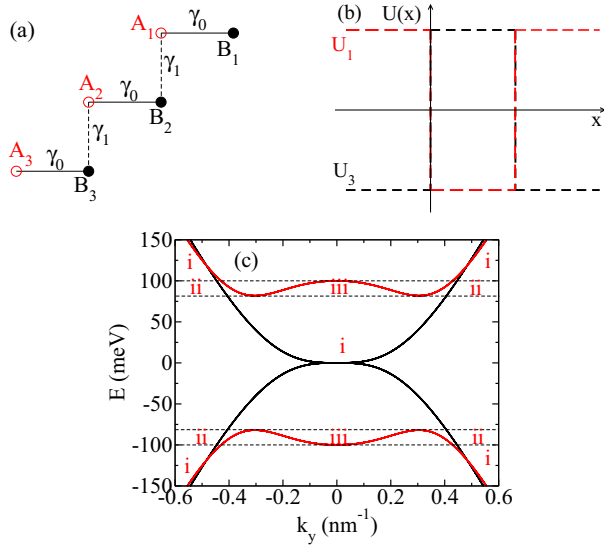 (a)
A₁ γ₀ B₁
γ₁
A₂ γ₀ B₂
γ₁
A₃ γ₀ B₃
(b) U(x)
U₁
x
U₃
(c)
150
100
50
0
-50
-100
-150
E (meV)
i i
ii iii ii
i
ii iii ii
i i
-0.6 -0.4 -0.2 0 0.2 0.4 0.6
k_y (nm⁻¹)